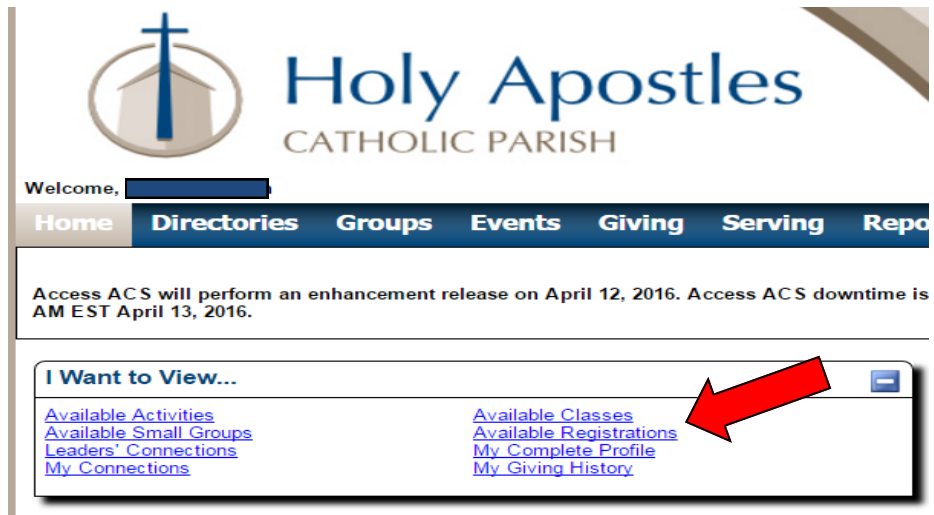 Holy Apostles
CATHOLIC PARISH
Welcome,
Home Directories Groups Events Giving Serving Repo
Access ACS will perform an enhancement release on April 12, 2016. Access ACS downtime is
AM EST April 13, 2016.
I Want to View...
Available Activities Available Classes
Available Small Groups Available Registrations
Leaders' Connections My Complete Profile
My Connections My Giving History